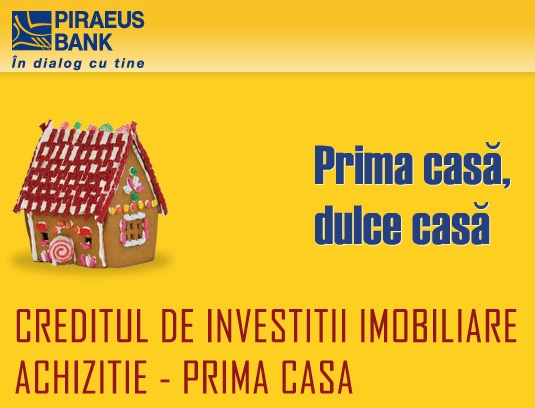 PIRAEUS
BANK
În dialog cu tine
Prima casă,
dulce casă
CREDITUL DE INVESTITII IMOBILIARE
ACHIZITIE - PRIMA CASA